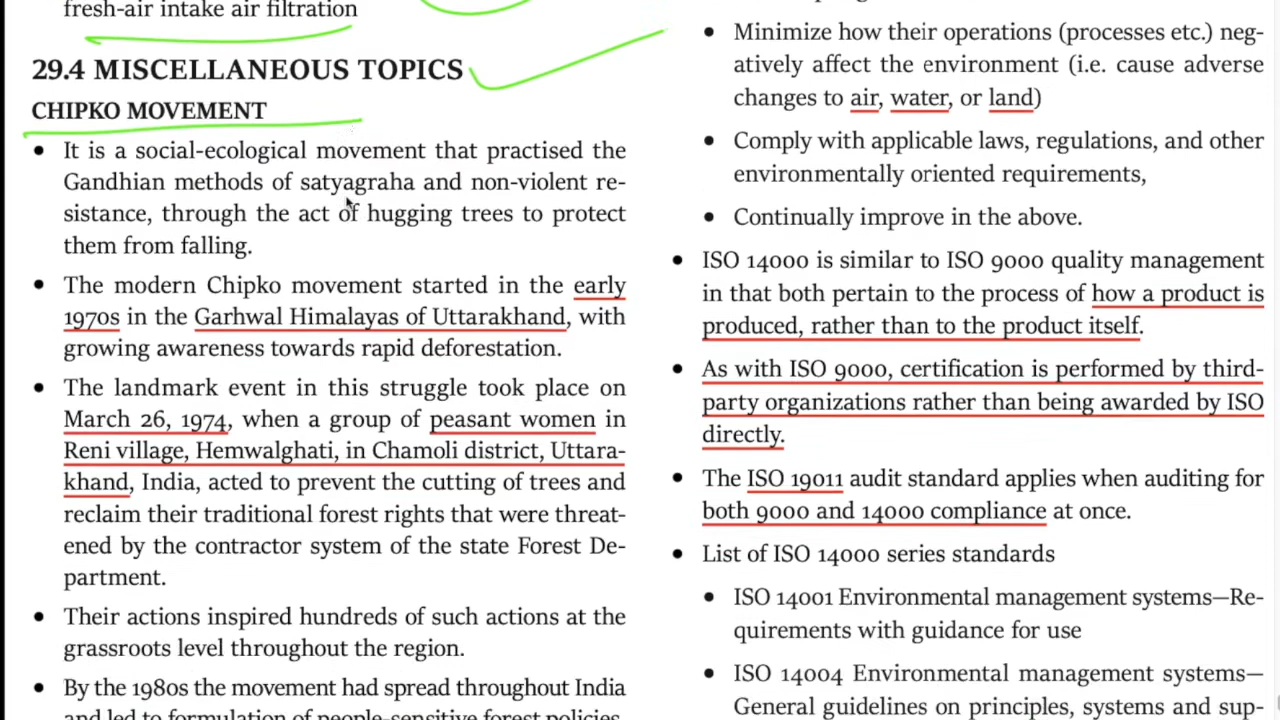 fresh-air intake air filtration
29.4 MISCELLANEOUS TOPICS
CHIPKO MOVEMENT
• It is a social-ecological movement that practised the
Gandhian methods of satyagraha and non-violent re-
sistance, through the act of hugging trees to protect
them from falling.
• The modern Chipko movement started in the early
1970s in the Garhwal Himalayas of Uttarakhand, with
growing awareness towards rapid deforestation.
• The landmark event in this struggle took place on
March 26, 1974, when a group of peasant women in
Reni village, Hemwalghati, in Chamoli district, Uttara-
khand, India, acted to prevent the cutting of trees and
reclaim their traditional forest rights that were threat-
ened by the contractor system of the state Forest De-
partment.
• Their actions inspired hundreds of such actions at the
grassroots level throughout the region.
• By the 1980s the movement had spread throughout India
and led to formulation of people-sensitive forest policies,
• Minimize how their operations (processes etc.) neg-
atively affect the environment (i.e. cause adverse
changes to air, water, or land)
• Comply with applicable laws, regulations, and other
environmentally oriented requirements,
• Continually improve in the above.
• ISO 14000 is similar to ISO 9000 quality management
in that both pertain to the process of how a product is
produced, rather than to the product itself.
• As with ISO 9000, certification is performed by third-
party organizations rather than being awarded by ISO
directly.
• The ISO 19011 audit standard applies when auditing for
both 9000 and 14000 compliance at once.
• List of ISO 14000 series standards
• ISO 14001 Environmental management systems—Re-
quirements with guidance for use
• ISO 14004 Environmental management systems—
General guidelines on principles, systems and sup-